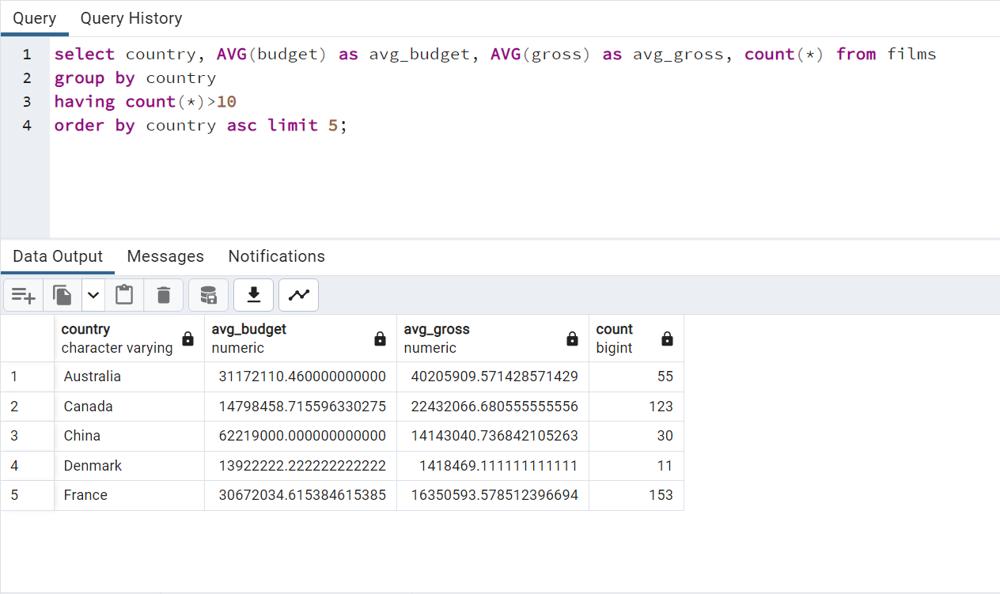 Query Query History
1 select country, AVG(budget) as avg_budget, AVG(gross) as avg_gross, count(*) from films
2 group by country
3 having count(*)>10
4 order by country asc limit 5;
Data Output Messages Notifications
country avg_budget avg_gross count
character varying numeric numeric bigint
1 Australia 31172110.460000000000 40205909.571428571429 55
2 Canada 14798458.715596330275 22432066.680555555556 123
3 China 62219000.000000000000 14143040.736842105263 30
4 Denmark 13922222.222222222222 1418469.111111111111 11
5 France 30672034.615384615385 16350593.578512396694 153